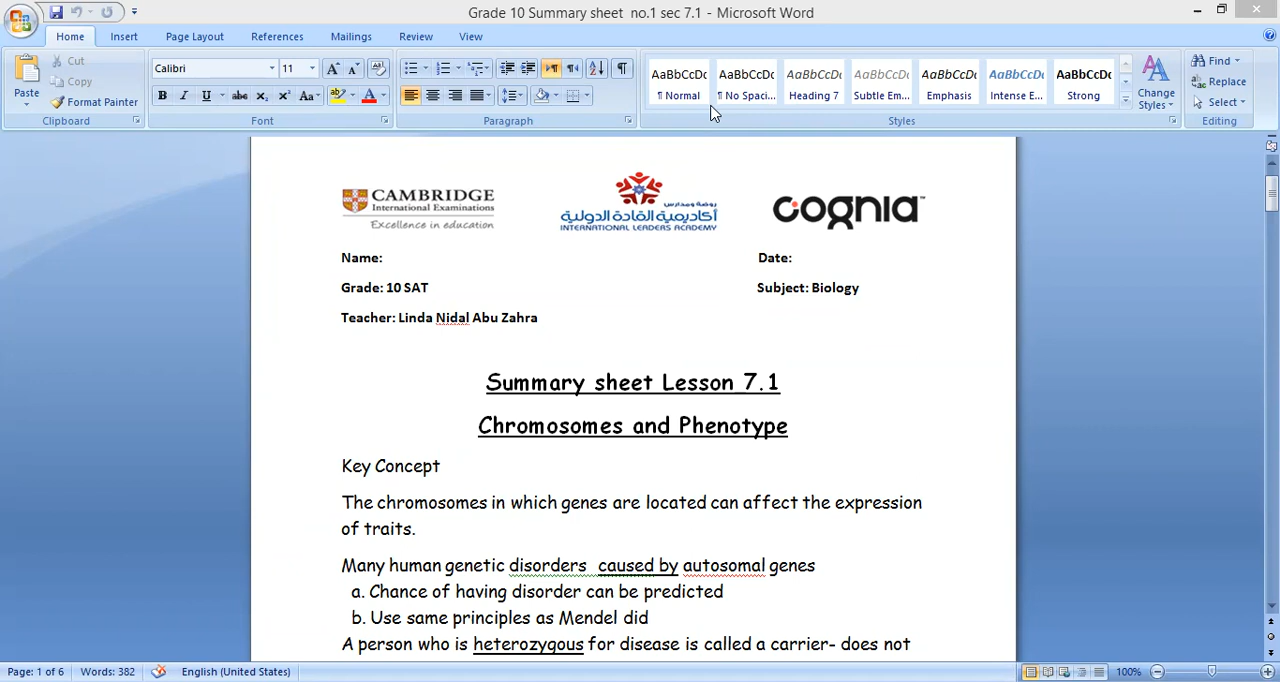 Grade 10 Summary sheet no.1 sec 7.1 - Microsoft Word
Home Insert Page Layout References Mailings Review View
Paste
Cut
Copy
Format Painter
Clipboard
Calibri 11
Font
Paragraph
AaBbCcDc AaBbCcDc AaBbCcDc AaBbCcDc AaBbCcDc AaBbCcDc AaBbCcDc
¶ Normal ¶ No Spaci... Heading 7 Subtle Em... Emphasis Intense E... Strong
Change Styles
Styles
Find
Replace
Select
Editing
CAMBRIDGE
International Examinations
Excellence in education
روضة ومدارس
أكاديمية القادة الدولية
INTERNATIONAL LEADERS ACADEMY
cognia™
Name: Date:
Grade: 10 SAT Subject: Biology
Teacher: Linda Nidal Abu Zahra
Summary sheet Lesson 7.1
Chromosomes and Phenotype
Key Concept
The chromosomes in which genes are located can affect the expression
of traits.
Many human genetic disorders caused by autosomal genes
a. Chance of having disorder can be predicted
b. Use same principles as Mendel did
A person who is heterozygous for disease is called a carrier- does not
Page: 1 of 6 Words: 382 English (United States) 100%